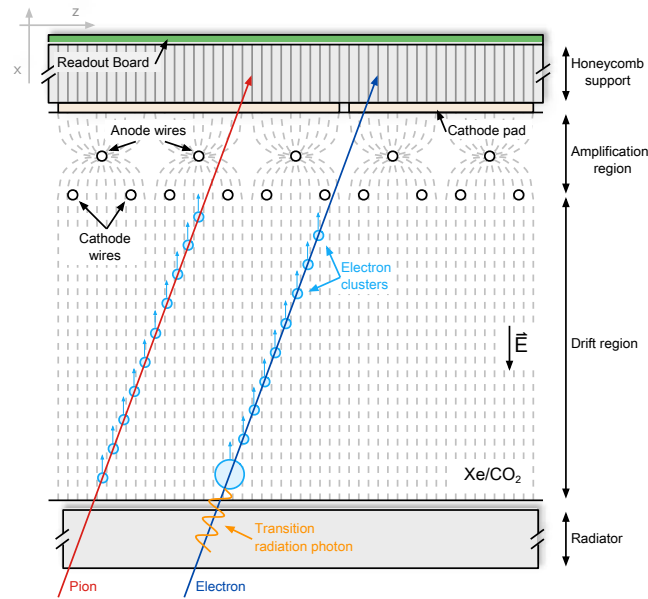 z
x
Readout Board
Honeycomb
support
Anode wires
Cathode pad
Amplification
region
Cathode
wires
Electron
clusters
E
Drift region
Xe/CO₂
Transition
radiation photon
Radiator
Pion
Electron